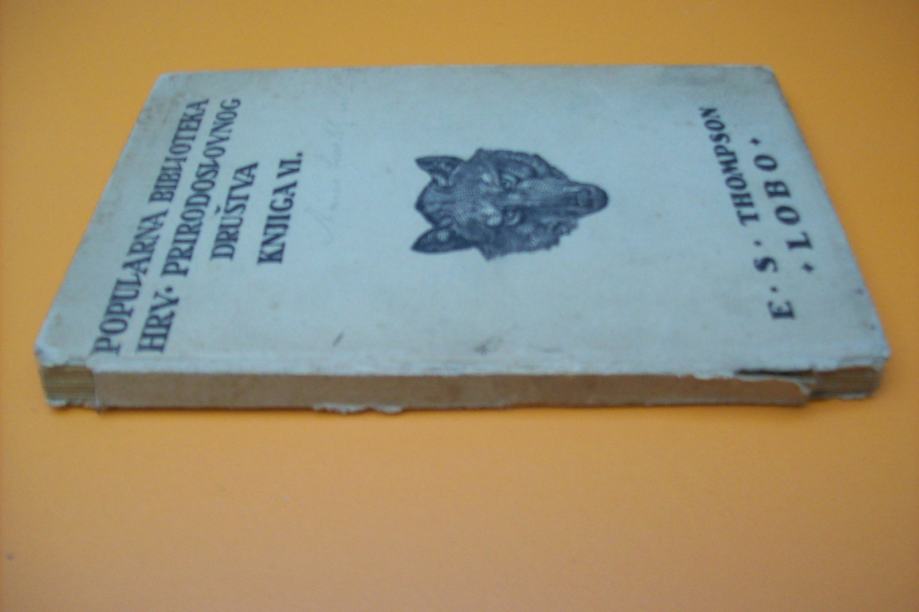 POPULARNA BIBLIOTEKA
HRV· PRIRODOSLOVNOG
DRUŠTVA
KNJIGA VI.
E · S · THOMPSON
LOBO